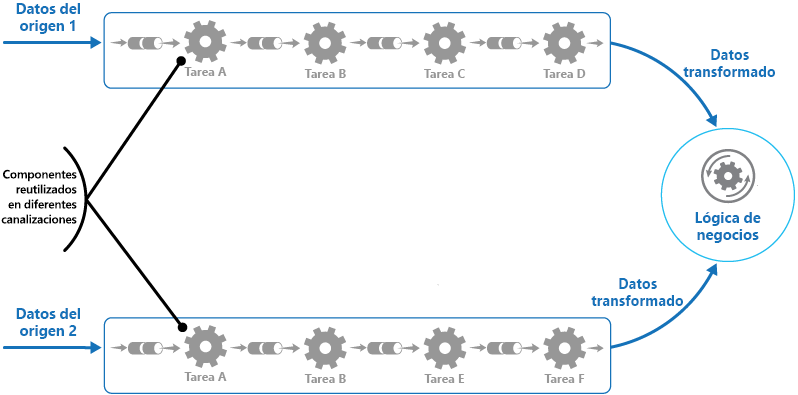 Datos del
origen 1
Tarea A
Tarea B
Tarea C
Tarea D
Datos
transformado
Componentes
reutilizados
en diferentes
canalizaciones
Lógica de
negocios
Datos
transformado
Datos del
origen 2
Tarea A
Tarea B
Tarea E
Tarea F